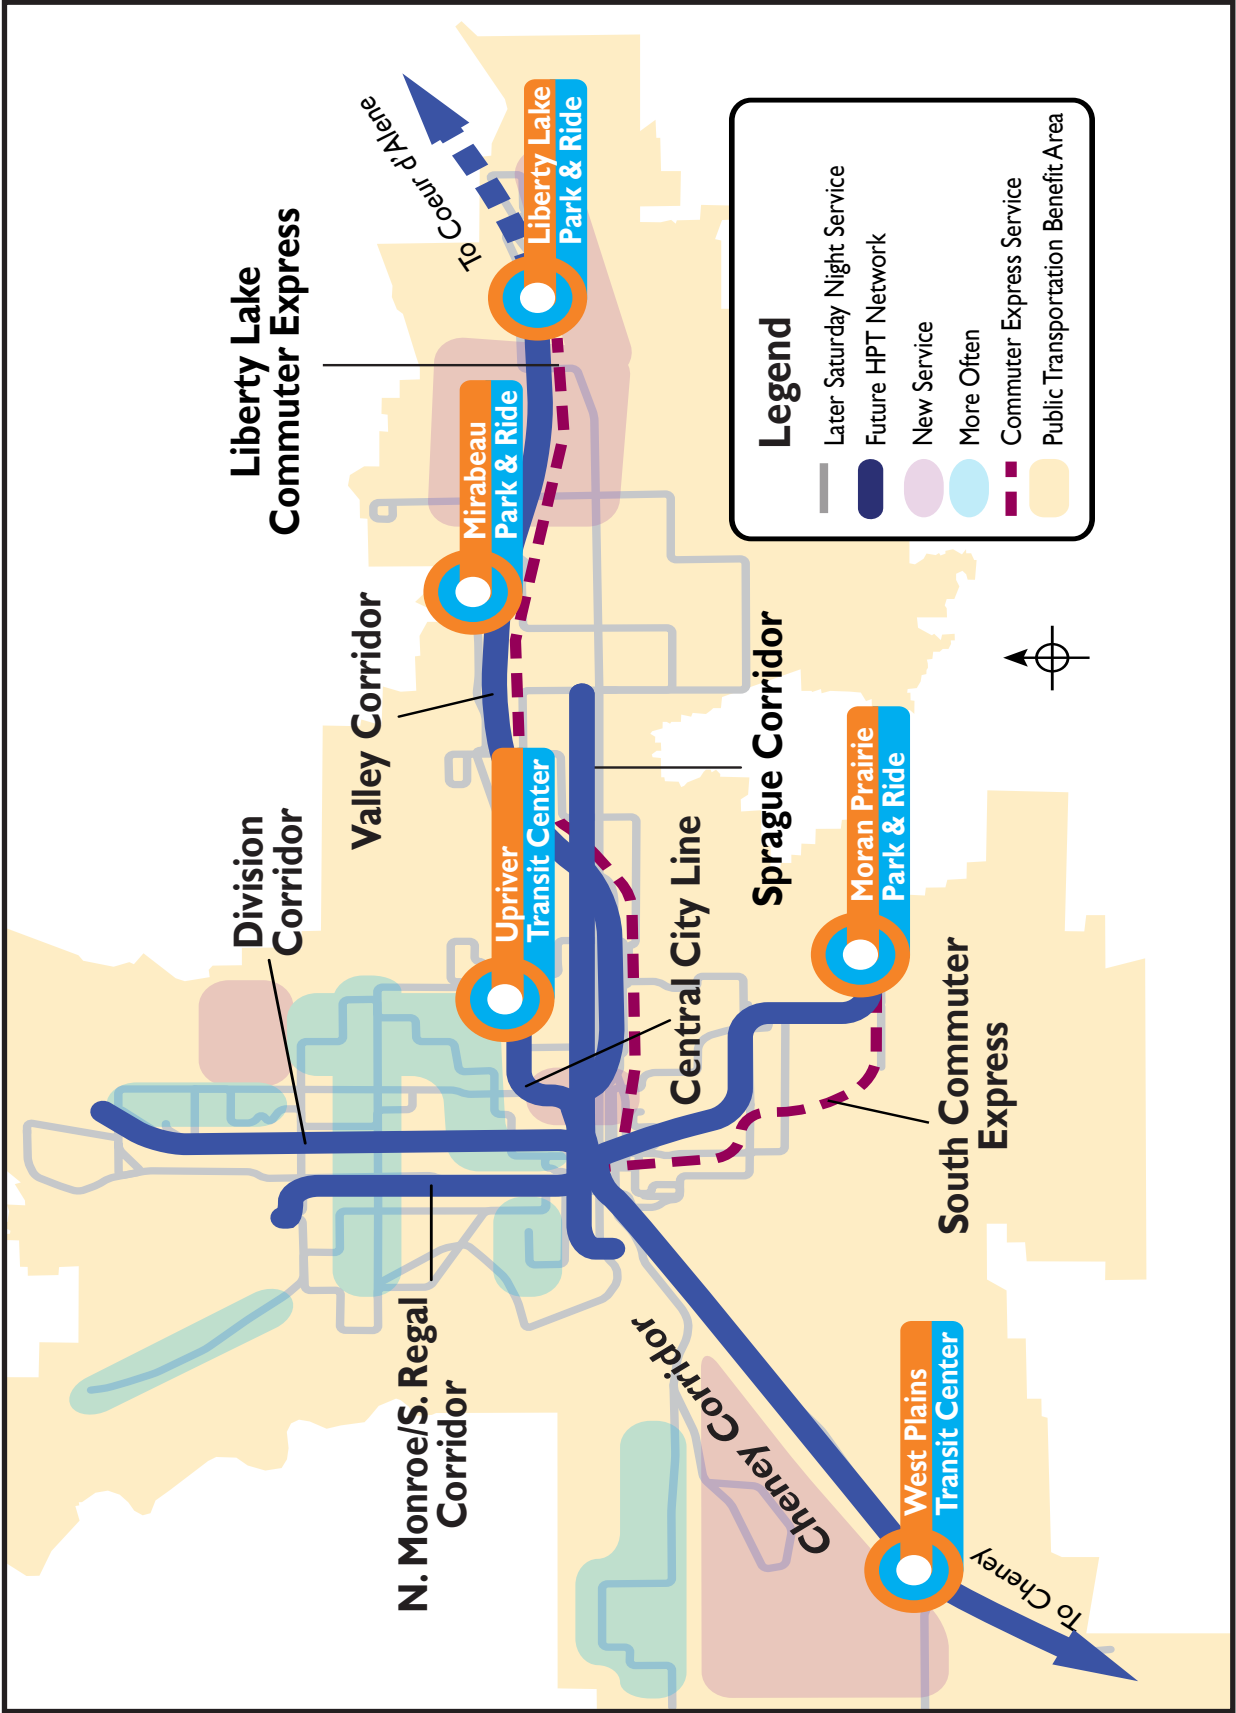 Division
Corridor
Liberty Lake
Commuter Express
To Coeur d'Alene
N. Monroe/S. Regal
Corridor
Valley Corridor
Mirabeau
Park & Ride
Liberty Lake
Park & Ride
Upriver
Transit Center
Cheney Corridor
Central City Line
Sprague Corridor
West Plains
Transit Center
To Cheney
South Commuter
Express
Moran Prairie
Park & Ride
Legend
Later Saturday Night Service
Future HPT Network
New Service
More Often
Commuter Express Service
Public Transportation Benefit Area